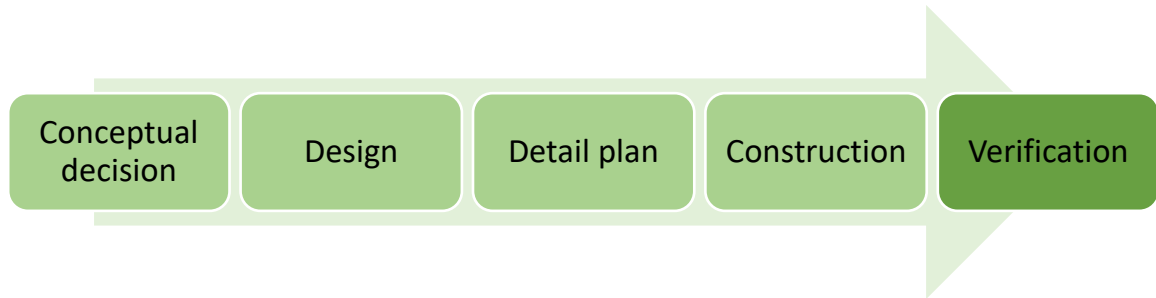 Conceptual
decision
Design
Detail plan
Construction
Verification